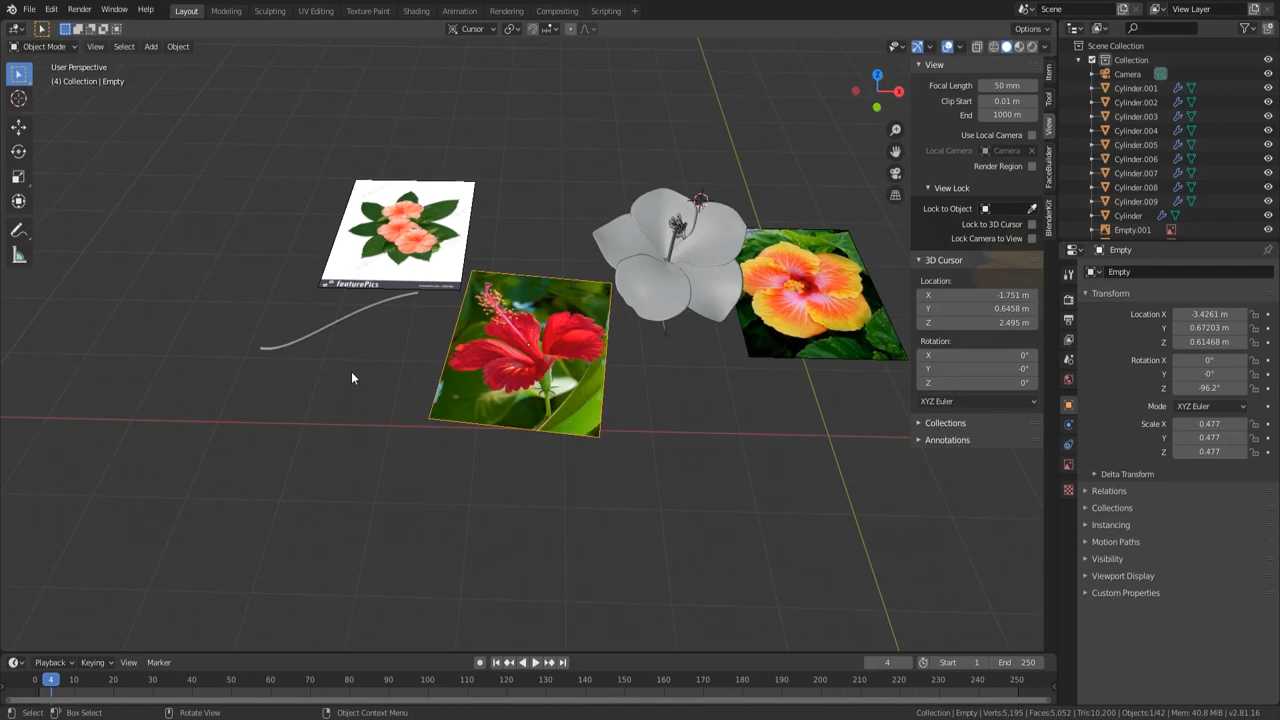 File Edit Render Window Help Layout Modeling Sculpting UV Editing Texture Paint Shading Animation Rendering Compositing Scripting + Scene View Layer
Cursor Options
Object Mode View Select Add Object
User Perspective
(4) Collection | Empty
View
Focal Length 50 mm
Clip Start 0.01 m
End 1000 m
Use Local Camera
Local Camera Camera
Render Region
View Lock
Lock to Object
Lock to 3D Cursor
Lock Camera to View
3D Cursor
Location:
X -1.751 m
Y 0.6458 m
Z 2.495 m
Rotation:
X 0°
Y -0°
Z 0°
XYZ Euler
Collections
Annotations
Item
Tool
View
FaceBuilder
BlenderKit
X
Z
featurePics
Scene Collection
Collection
Camera
Cylinder.001
Cylinder.002
Cylinder.003
Cylinder.004
Cylinder.005
Cylinder.006
Cylinder.007
Cylinder.008
Cylinder.009
Cylinder
Empty.001
Empty
Empty
Transform
Location X -3.4261 m
Y 0.67203 m
Z 0.61468 m
Rotation X 0°
Y -0°
Z -96.2°
Mode XYZ Euler
Scale X 0.477
Y 0.477
Z 0.477
Delta Transform
Relations
Collections
Instancing
Motion Paths
Visibility
Viewport Display
Custom Properties
Playback Keying View Marker 4 Start 1 End 250
0 4 10 20 30 40 50 60 70 80 90 100 110 120 130 140 150 160 170 180 190 200 210 220 230 240 250
Select Box Select Rotate View Object Context Menu Collection | Empty | Verts:5,195 | Faces:5,052 | Tris:10,200 | Objects:1/42 | Mem: 40.8 MiB | v2.81.16